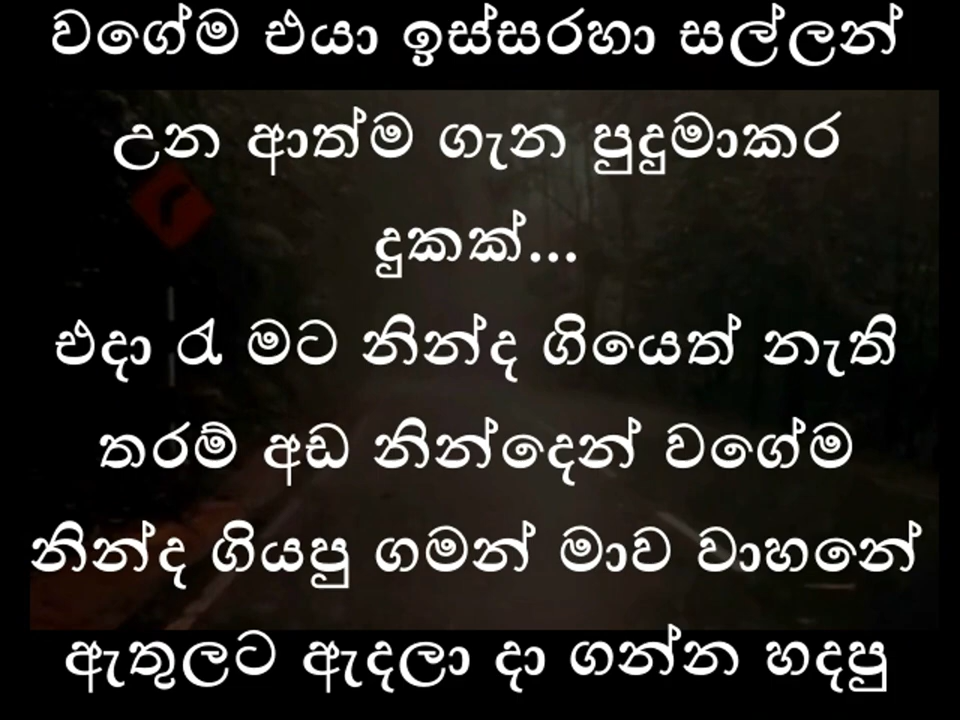 වගේම එයා ඉස්සරහා සල්ලන්
උන ආත්ම ගැන පුදුමාකර
දුකක්...
එදා රෑ මට නින්ද ගියෙත් නැති
තරම් අඩ නින්දෙන් වගේම
නින්ද ගියපු ගමන් මාව වාහනේ
ඇතුලට ඇදලා දා ගන්න හදපු